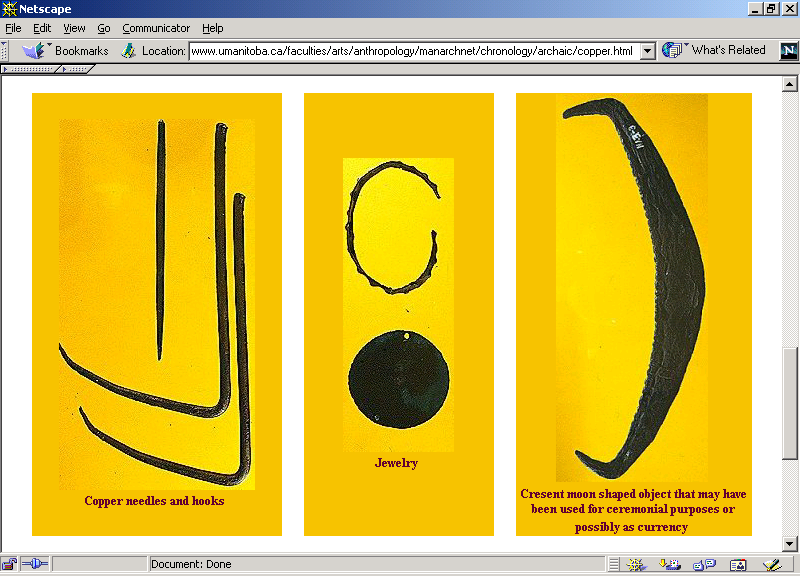 Netscape
File Edit View Go Communicator Help
Bookmarks Location: www.umanitoba.ca/faculties/arts/anthropology/manarchnet/chronology/archaic/copper.html What's Related N
Copper needles and hooks
Jewelry
Cresent moon shaped object that may have
been used for ceremonial purposes or
possibly as currency
Document: Done